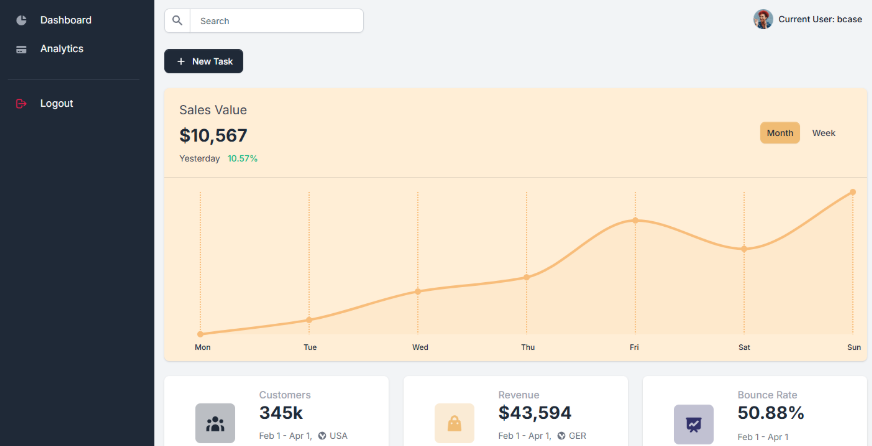 Dashboard
Analytics
Logout
Search
Current User: bcase
New Task
Sales Value
$10,567
Yesterday 10.57%
Month Week
Mon Tue Wed Thu Fri Sat Sun
Customers
345k
Feb 1 - Apr 1, USA
Revenue
$43,594
Feb 1 - Apr 1, GER
Bounce Rate
50.88%
Feb 1 - Apr 1